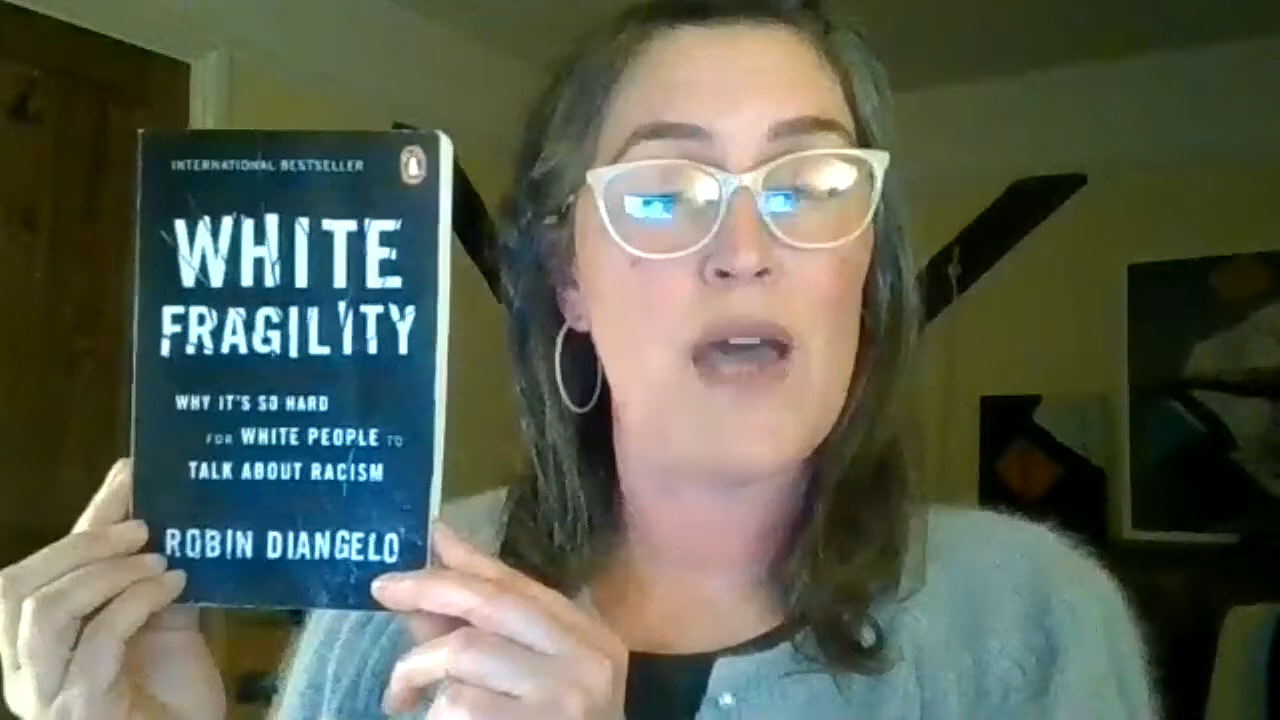 INTERNATIONAL BESTSELLER
WHITE
FRAGILITY
WHY IT'S SO HARD
FOR WHITE PEOPLE TO
TALK ABOUT RACISM
ROBIN DIANGELO